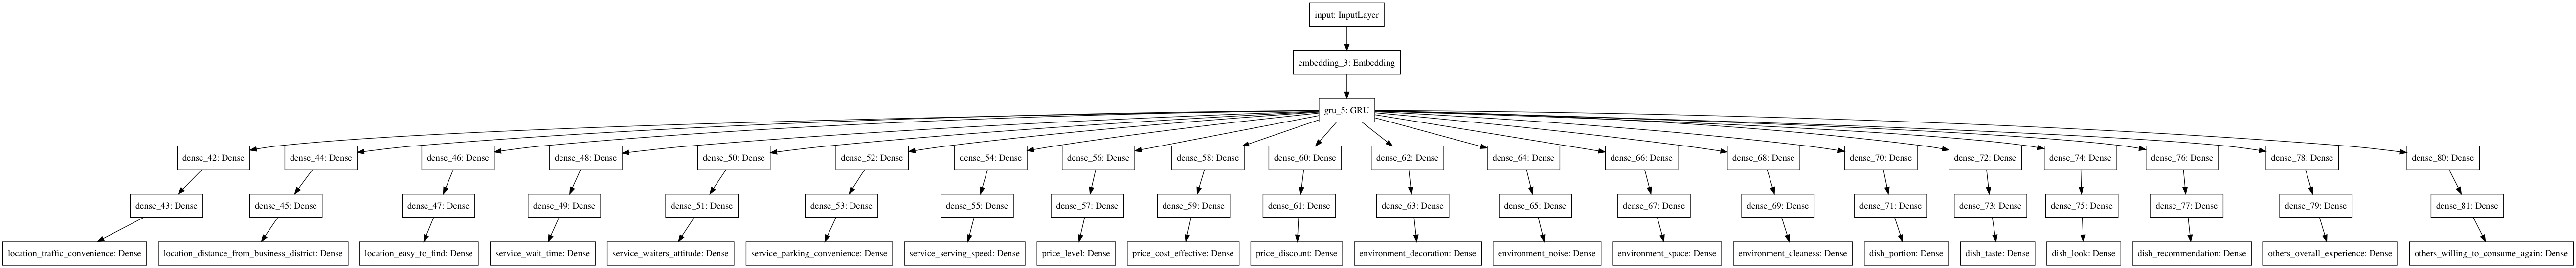 input: InputLayer
embedding_3: Embedding
gru_5: GRU
dense_42: Dense
dense_44: Dense
dense_46: Dense
dense_48: Dense
dense_50: Dense
dense_52: Dense
dense_54: Dense
dense_56: Dense
dense_58: Dense
dense_60: Dense
dense_62: Dense
dense_64: Dense
dense_66: Dense
dense_68: Dense
dense_70: Dense
dense_72: Dense
dense_74: Dense
dense_76: Dense
dense_78: Dense
dense_80: Dense
dense_43: Dense
dense_45: Dense
dense_47: Dense
dense_49: Dense
dense_51: Dense
dense_53: Dense
dense_55: Dense
dense_57: Dense
dense_59: Dense
dense_61: Dense
dense_63: Dense
dense_65: Dense
dense_67: Dense
dense_69: Dense
dense_71: Dense
dense_73: Dense
dense_75: Dense
dense_77: Dense
dense_79: Dense
dense_81: Dense
location_traffic_convenience: Dense
location_distance_from_business_district: Dense
location_easy_to_find: Dense
service_wait_time: Dense
service_waiters_attitude: Dense
service_parking_convenience: Dense
service_serving_speed: Dense
price_level: Dense
price_cost_effective: Dense
price_discount: Dense
environment_decoration: Dense
environment_noise: Dense
environment_space: Dense
environment_cleaness: Dense
dish_portion: Dense
dish_taste: Dense
dish_look: Dense
dish_recommendation: Dense
others_overall_experience: Dense
others_willing_to_consume_again: Dense